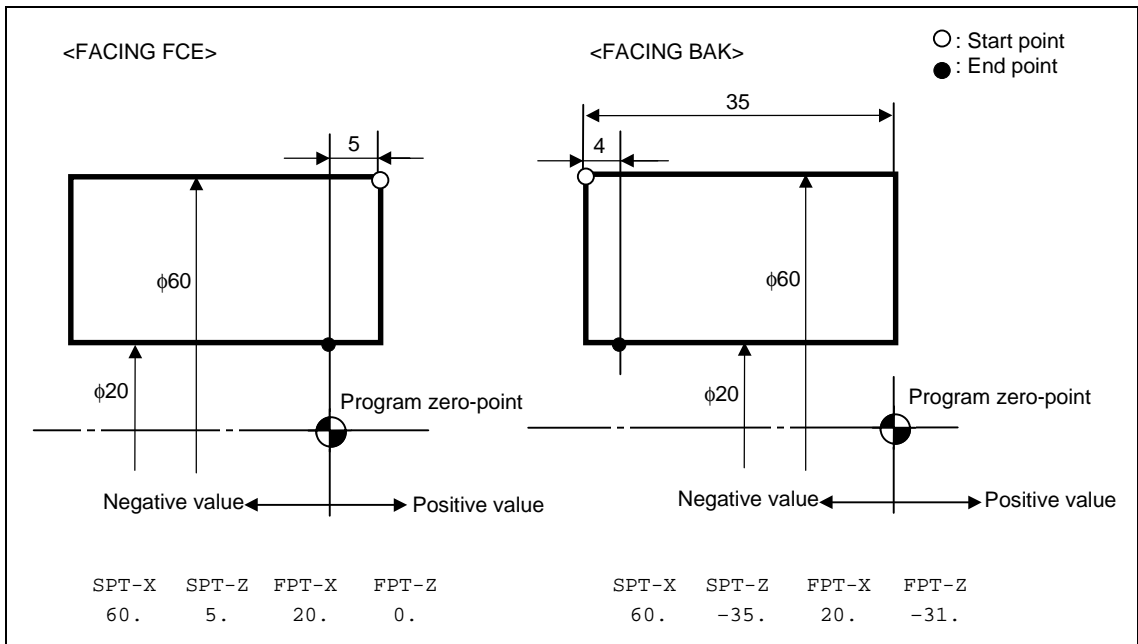 <FACING FCE>
<FACING BAK>
: Start point
: End point
5
35
4
ϕ60
ϕ20
Program zero-point
Negative value
Positive value
ϕ60
ϕ20
Program zero-point
Negative value
Positive value
SPT-X SPT-Z FPT-X FPT-Z
60. 5. 20. 0.
SPT-X SPT-Z FPT-X FPT-Z
60. –35. 20. –31.